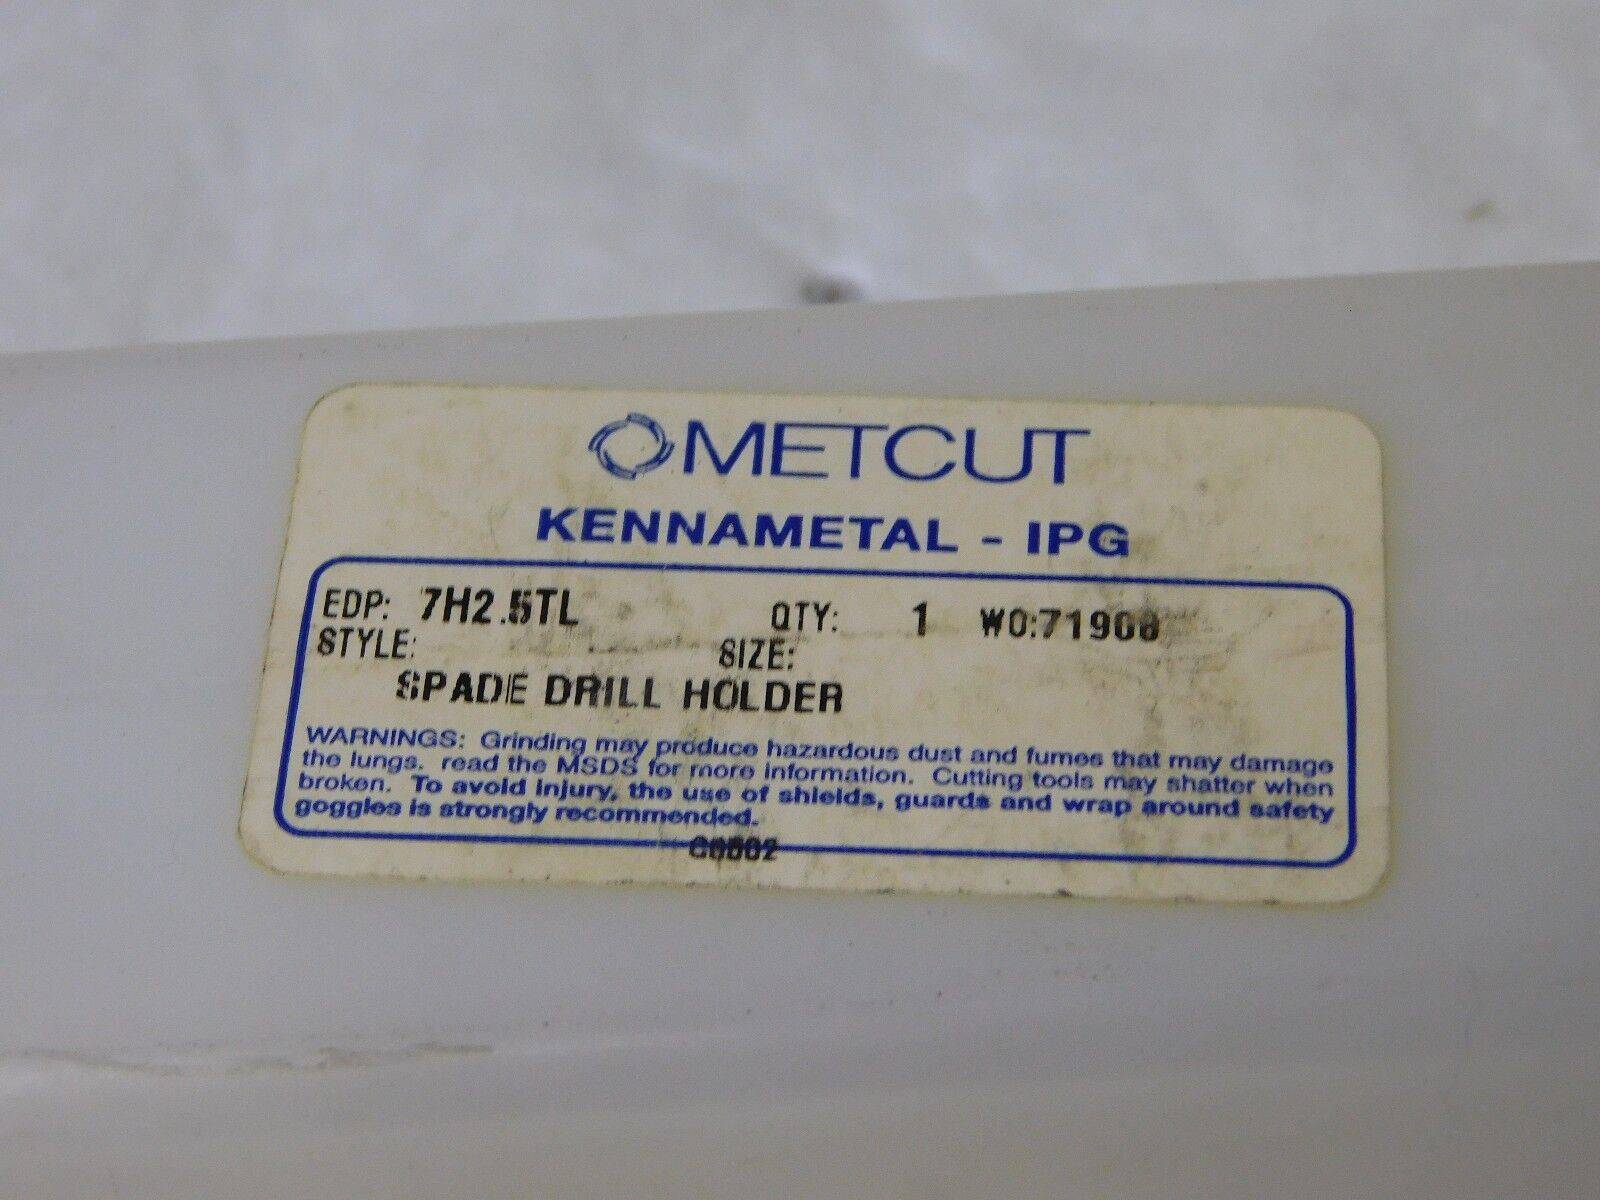 METCUT
KENNAMETAL - IPG
EDP: 7H2.5TL QTY: 1 WO:71908
STYLE: SIZE:
SPADE DRILL HOLDER
WARNINGS: Grinding may produce hazardous dust and fumes that may damage
the lungs. read the MSDS for more information. Cutting tools may shatter when
broken. To avoid injury, the use of shields, guards and wrap around safety
goggles is strongly recommended.